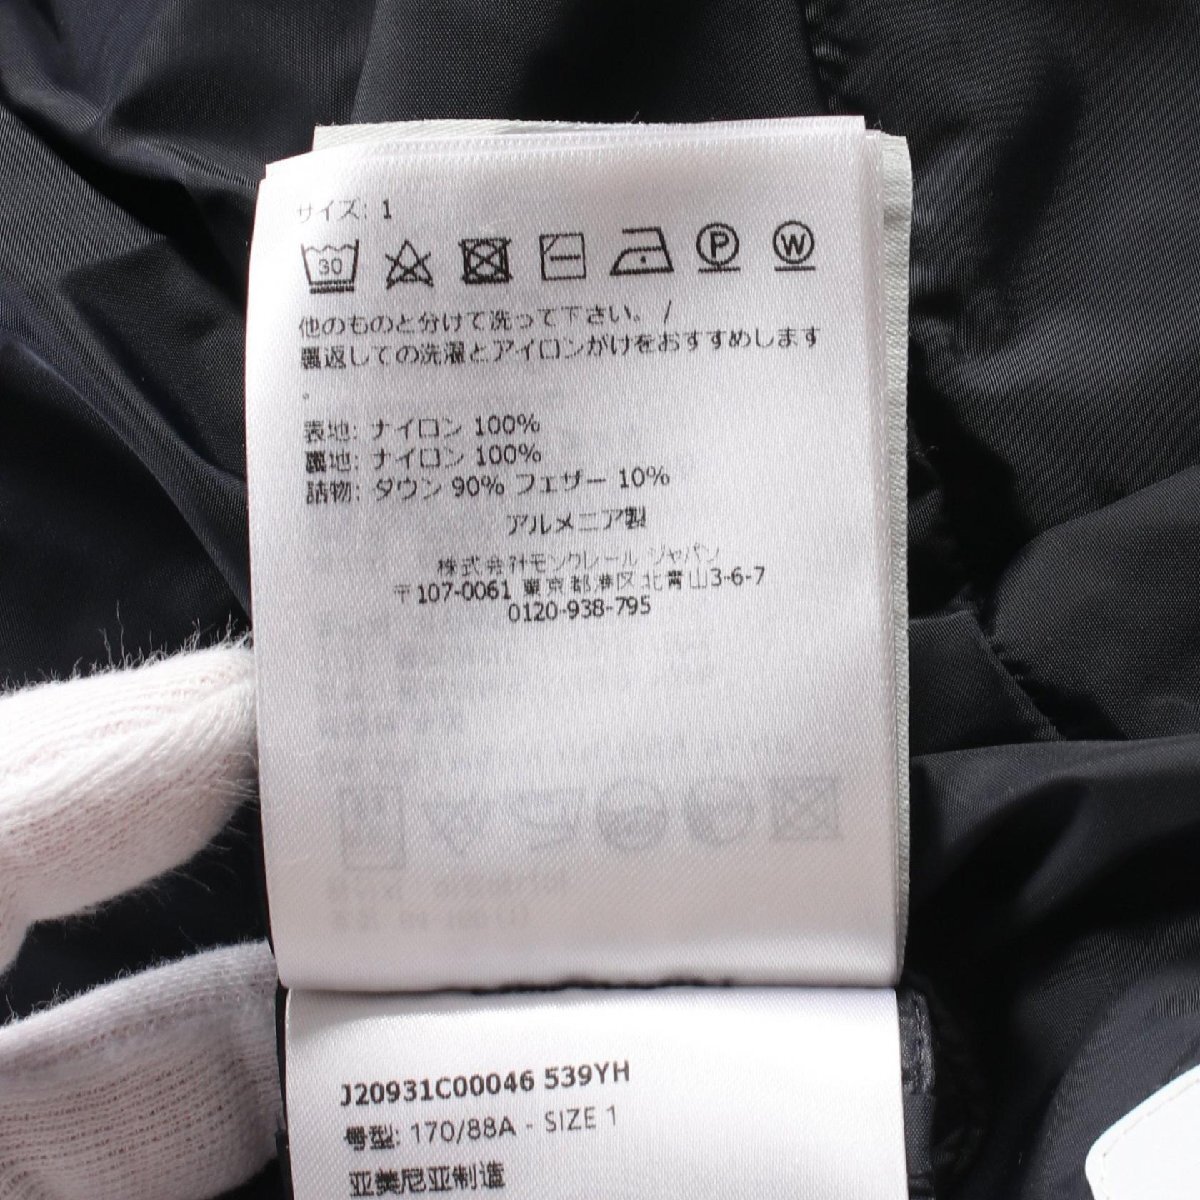 サイズ: 1
30 P W
他のものと分けて洗って下さい。 /
裏返しての洗濯とアイロンがけをおすすめします
。
表地: ナイロン 100%
裏地: ナイロン 100%
詰物: ダウン 90% フェザー 10%
アルメニア製
株式会社モンクレール ジャパン
〒107-0061 東京都港区北青山3-6-7
0120-938-795
J20931C00046 539YH
号型: 170/88A - SIZE 1
亚美尼亚制造